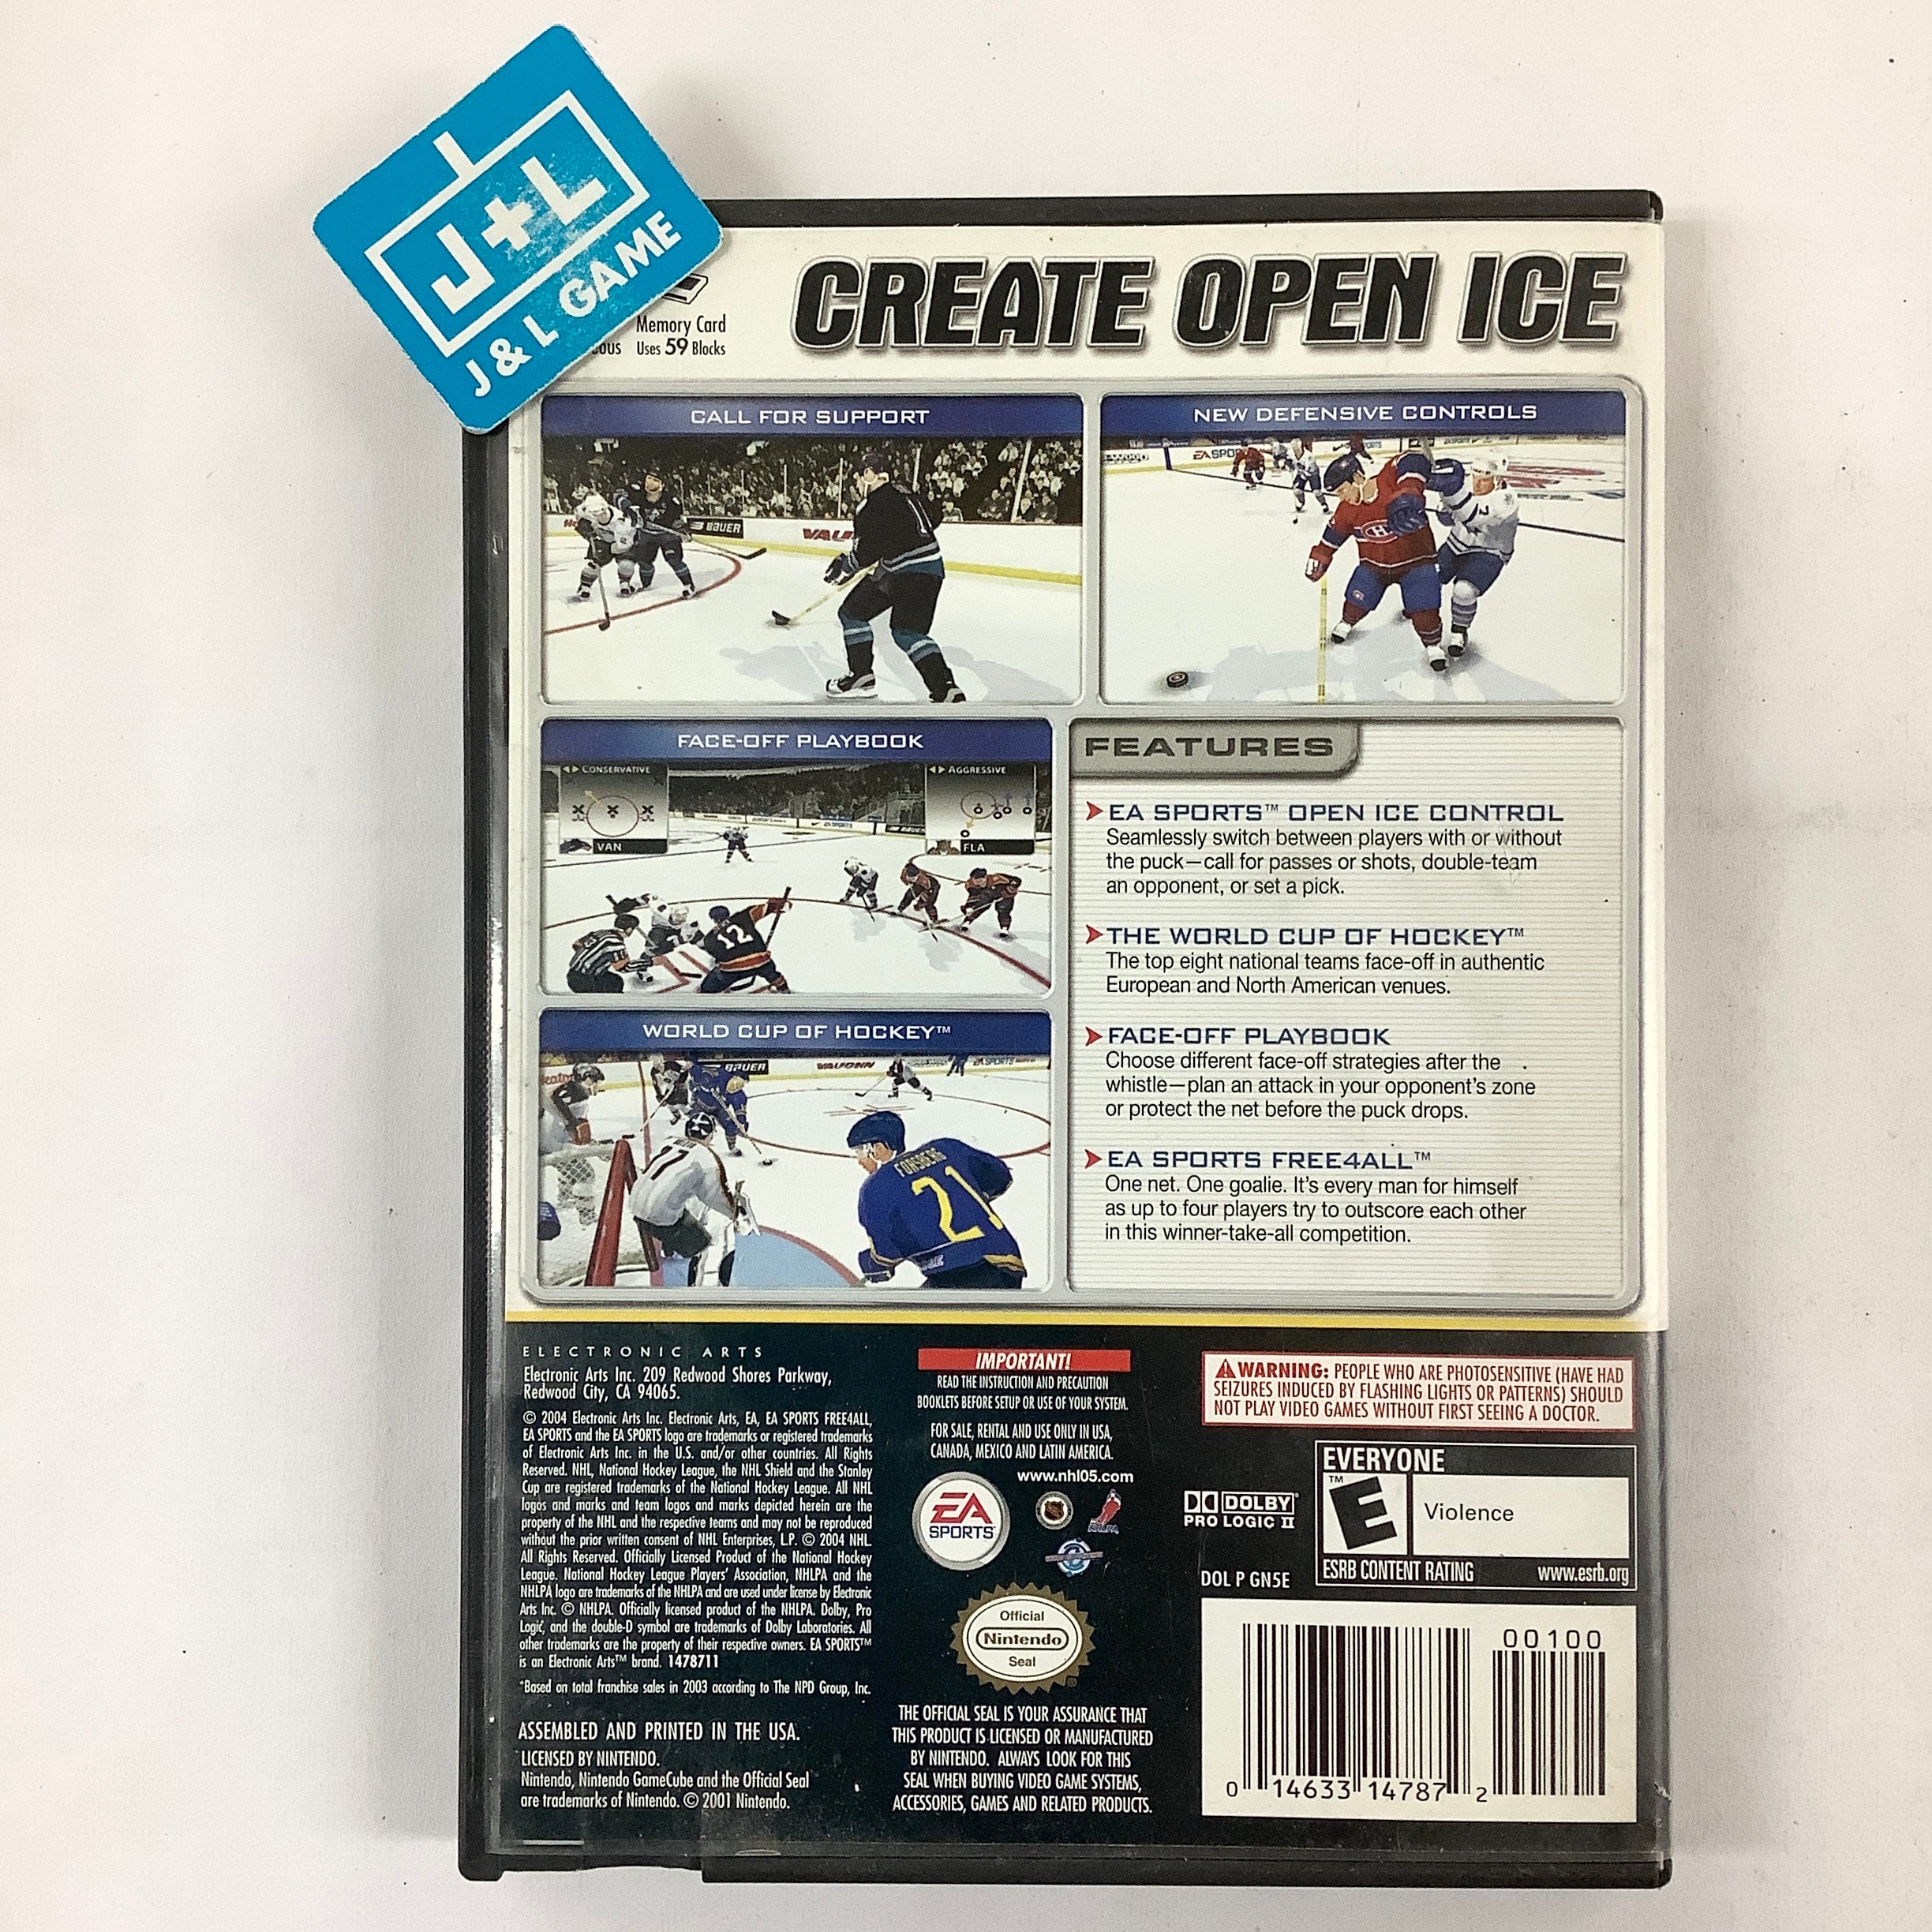 J+L
J & L GAME
Memory Card
Uses 59 Blocks
CREATE OPEN ICE
CALL FOR SUPPORT
BAUER
NEW DEFENSIVE CONTROLS
FACE-OFF PLAYBOOK
CONSERVATIVE
VAN
AGGRESSIVE
FLA
12
WORLD CUP OF HOCKEY™
BAUER
17
21
FEATURES
EA SPORTS™ OPEN ICE CONTROL
Seamlessly switch between players with or without
the puck—call for passes or shots, double-team
an opponent, or set a pick.
THE WORLD CUP OF HOCKEY™
The top eight national teams face-off in authentic
European and North American venues.
FACE-OFF PLAYBOOK
Choose different face-off strategies after the
whistle—plan an attack in your opponent's zone
or protect the net before the puck drops.
EA SPORTS FREE4ALL™
One net. One goalie. It's every man for himself
as up to four players try to outscore each other
in this winner-take-all competition.
ELECTRONIC ARTS
Electronic Arts Inc. 209 Redwood Shores Parkway,
Redwood City, CA 94065.
© 2004 Electronic Arts Inc. Electronic Arts, EA, EA SPORTS FREE4ALL,
EA SPORTS and the EA SPORTS logo are trademarks or registered trademarks
of Electronic Arts Inc. in the U.S. and/or other countries. All Rights
Reserved. NHL, National Hockey League, the NHL Shield and the Stanley
Cup are registered trademarks of the National Hockey League. All NHL
logos and marks and team logos and marks depicted herein are the
property of the NHL and the respective teams and may not be reproduced
without the prior written consent of NHL Enterprises, L.P. © 2004 NHL.
All Rights Reserved. Officially Licensed Product of the National Hockey
League. National Hockey League Players' Association, NHLPA and the
NHLPA logo are trademarks of the NHLPA and are used under license by Electronic
Arts Inc. © NHLPA. Officially licensed product of the NHLPA. Dolby, Pro
Logic, and the double-D symbol are trademarks of Dolby Laboratories. All
other trademarks are the property of their respective owners. EA SPORTS™
is an Electronic Arts™ brand. 1478711
*Based on total franchise sales in 2003 according to The NPD Group, Inc.
ASSEMBLED AND PRINTED IN THE USA.
LICENSED BY NINTENDO.
Nintendo, Nintendo GameCube and the Official Seal
are trademarks of Nintendo. © 2001 Nintendo.
IMPORTANT!
READ THE INSTRUCTION AND PRECAUTION
BOOKLETS BEFORE SETUP OR USE OF YOUR SYSTEM.
FOR SALE, RENTAL AND USE ONLY IN USA,
CANADA, MEXICO AND LATIN AMERICA.
www.nhl05.com
EA
SPORTS
Official
Nintendo
Seal
THE OFFICIAL SEAL IS YOUR ASSURANCE THAT
THIS PRODUCT IS LICENSED OR MANUFACTURED
BY NINTENDO. ALWAYS LOOK FOR THIS
SEAL WHEN BUYING VIDEO GAME SYSTEMS,
ACCESSORIES, GAMES AND RELATED PRODUCTS.
WARNING: PEOPLE WHO ARE PHOTOSENSITIVE (HAVE HAD
SEIZURES INDUCED BY FLASHING LIGHTS OR PATTERNS) SHOULD
NOT PLAY VIDEO GAMES WITHOUT FIRST SEEING A DOCTOR.
DOLBY
PRO LOGIC II
EVERYONE
E
Violence
ESRB CONTENT RATING www.esrb.org
DOL P GN5E
00100
0 14633 14787 2